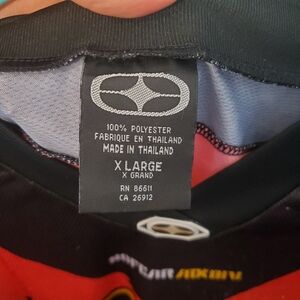 100% POLYESTER
FABRIQUE EN THAILAND
MADE IN THAILAND
X LARGE
X GRAND
RN 86611
CA 26912